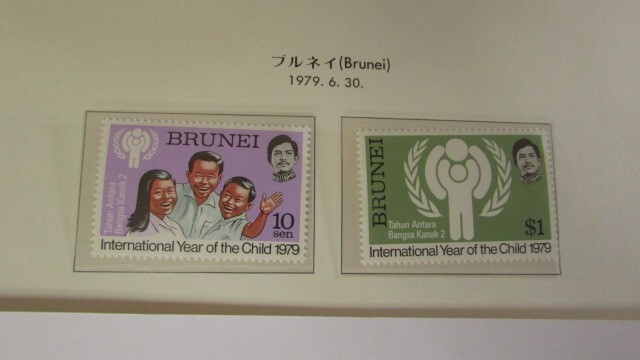 ブルネイ(Brunei)
1979. 6. 30.
BRUNEI
Tahun Antara
Bangsa Kanak 2
10
sen
International Year of the Child 1979
BRUNEI
Tahun Antara
Bangsa Kanak 2
$1
International Year of the Child 1979